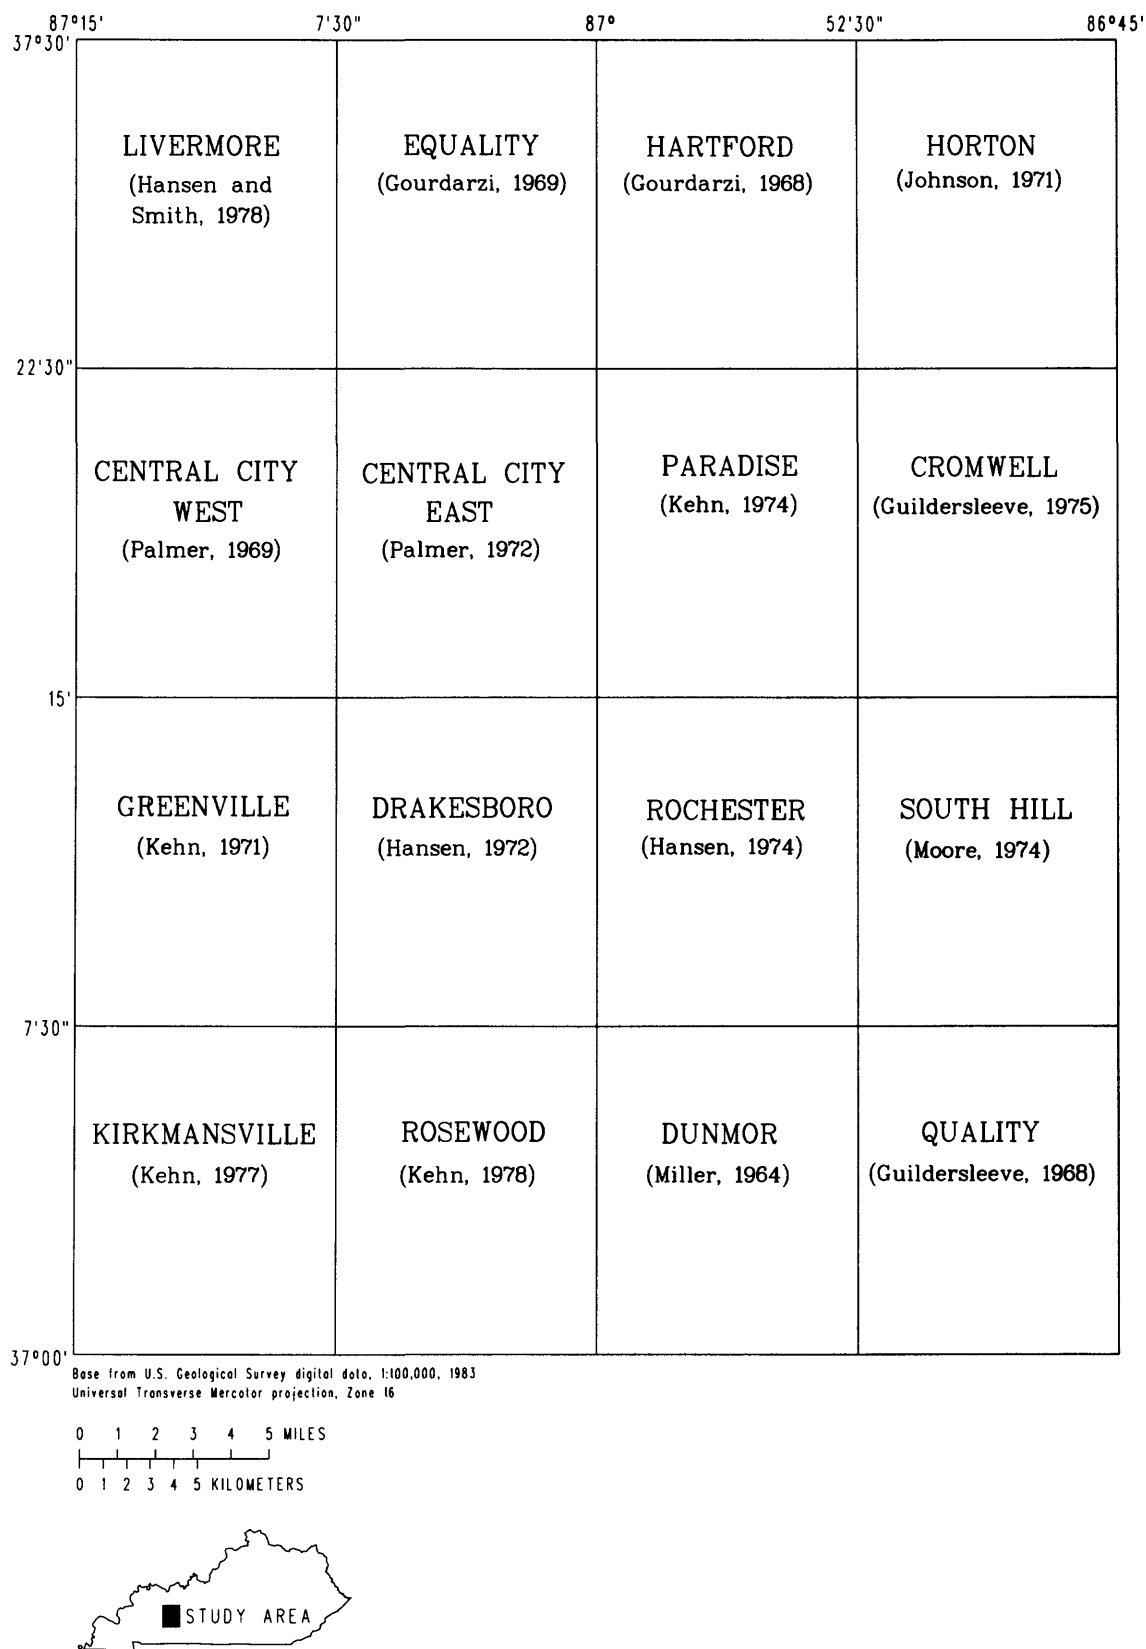 87°15' 7'30" 87° 52'30" 86°45'
37°30'
LIVERMORE
(Hansen and
Smith, 1978)
EQUALITY
(Gourdarzi, 1969)
HARTFORD
(Gourdarzi, 1968)
HORTON
(Johnson, 1971)
22'30"
CENTRAL CITY
WEST
(Palmer, 1969)
CENTRAL CITY
EAST
(Palmer, 1972)
PARADISE
(Kehn, 1974)
CROMWELL
(Guildersleeve, 1975)
15'
GREENVILLE
(Kehn, 1971)
DRAKESBORO
(Hansen, 1972)
ROCHESTER
(Hansen, 1974)
SOUTH HILL
(Moore, 1974)
7'30"
KIRKMANSVILLE
(Kehn, 1977)
ROSEWOOD
(Kehn, 1978)
DUNMOR
(Miller, 1964)
QUALITY
(Guildersleeve, 1968)
37°00'
Base from U.S. Geological Survey digital data, 1:100,000, 1983
Universal Transverse Mercator projection, Zone 16
0 1 2 3 4 5 MILES
0 1 2 3 4 5 KILOMETERS
STUDY AREA